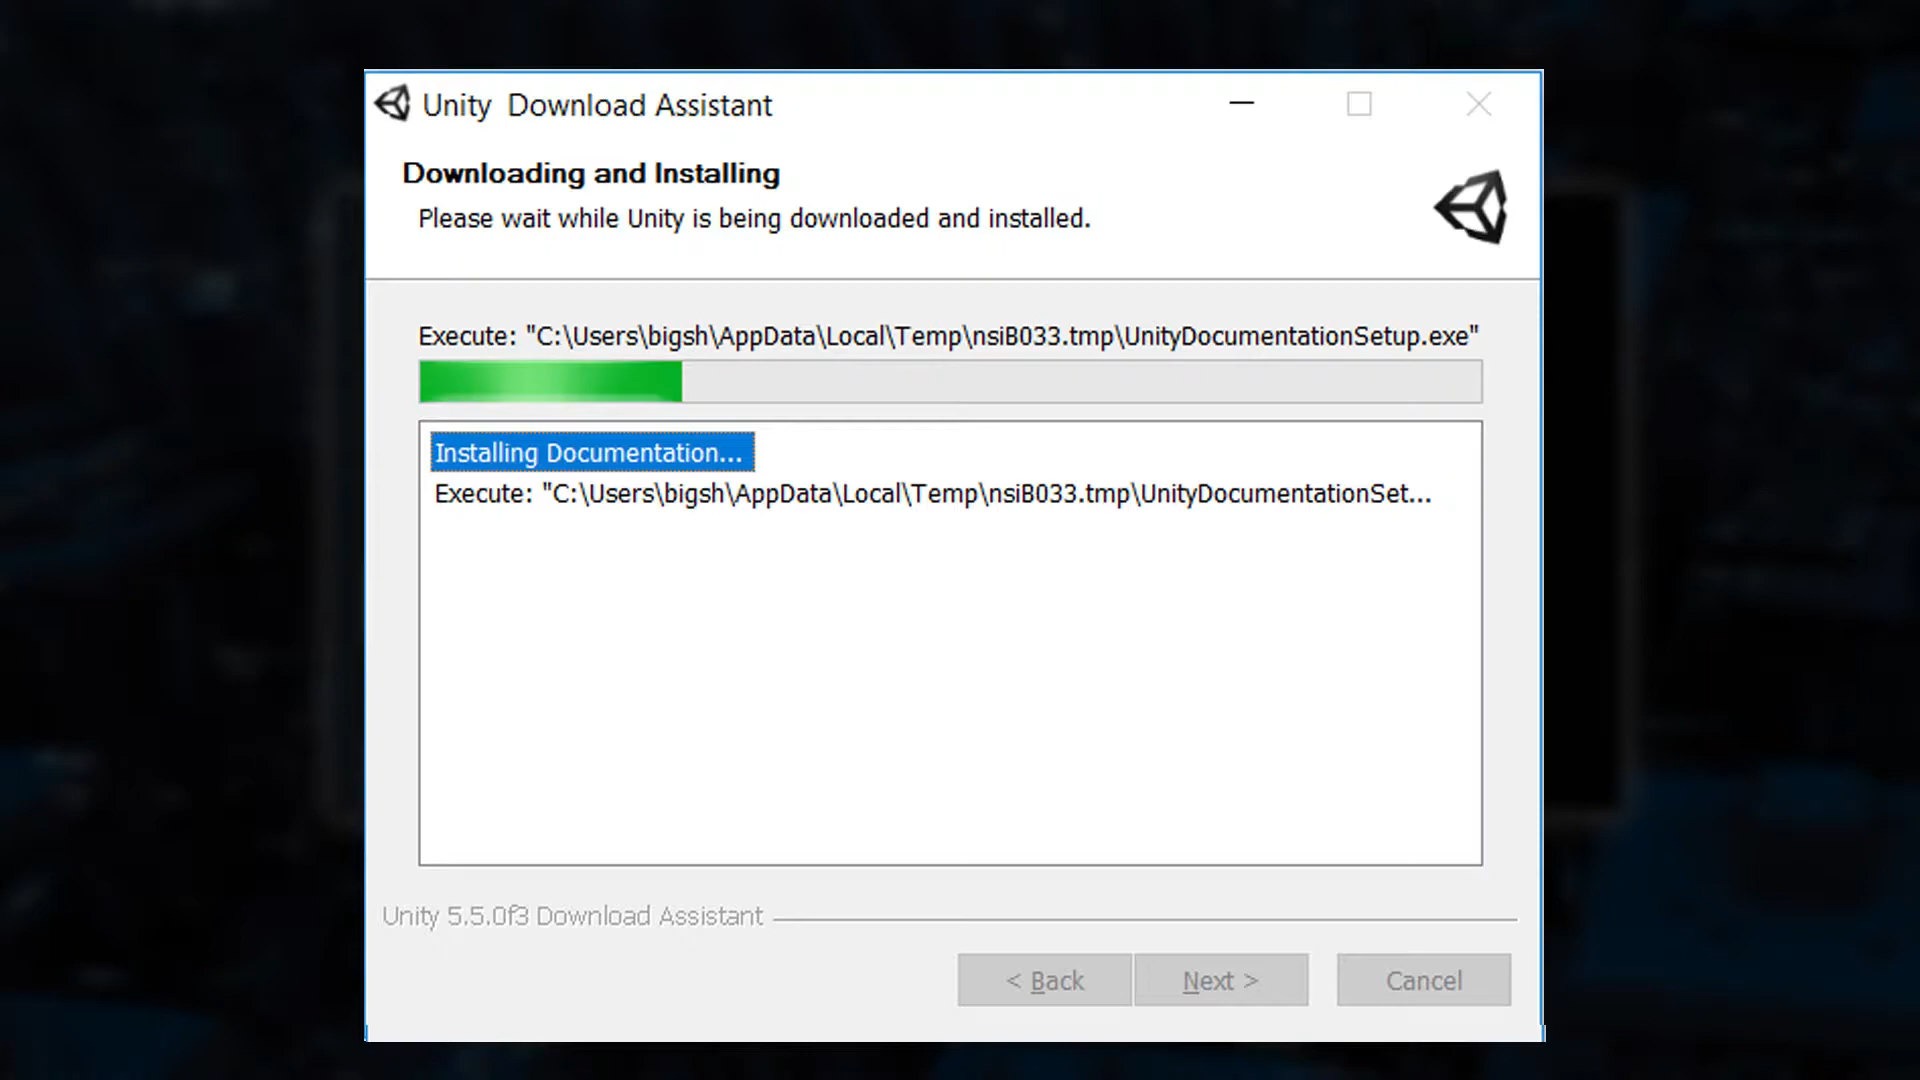 Unity Download Assistant
Downloading and Installing
Please wait while Unity is being downloaded and installed.
Execute: "C:\Users\bigsh\AppData\Local\Temp\nsiB033.tmp\UnityDocumentationSetup.exe"
Installing Documentation...
Execute: "C:\Users\bigsh\AppData\Local\Temp\nsiB033.tmp\UnityDocumentationSet...
Unity 5.5.0f3 Download Assistant
< Back Next > Cancel